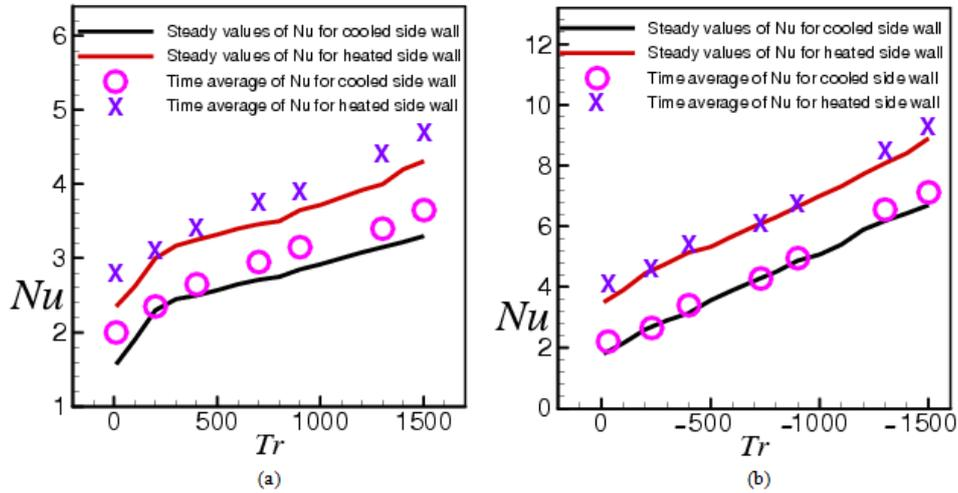 6
5
4
3
2
1
Nu
Steady values of Nu for cooled side wall
Steady values of Nu for heated side wall
Time average of Nu for cooled side wall
X Time average of Nu for heated side wall
0 500 1000 1500
Tr
(a)
12
10
8
6
4
2
0
Nu
Steady values of Nu for cooled side wall
Steady values of Nu for heated side wall
Time average of Nu for cooled side wall
X Time average of Nu for heated side wall
0 -500 -1000 -1500
Tr
(b)